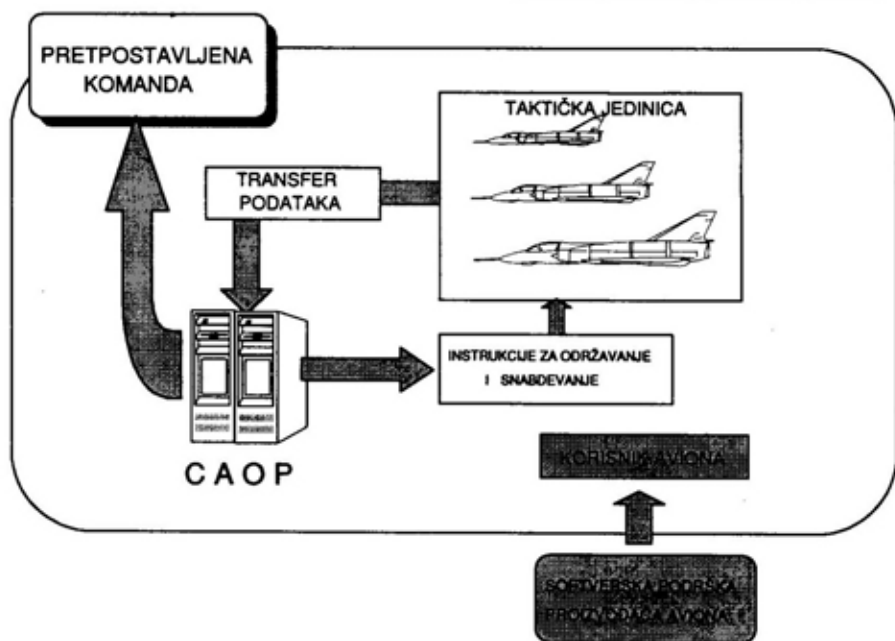 PRETPOSTAVLJENA
KOMANDA
TAKTIČKA JEDINICA
TRANSFER
PODATAKA
INSTRUKCIJE ZA ODRŽAVANJE
I SNABDEVANJE
CAOP
KORISNIK AVIONA
SOFTVERSKA PODRŠKA
PROIZVOĐAČA AVIONA